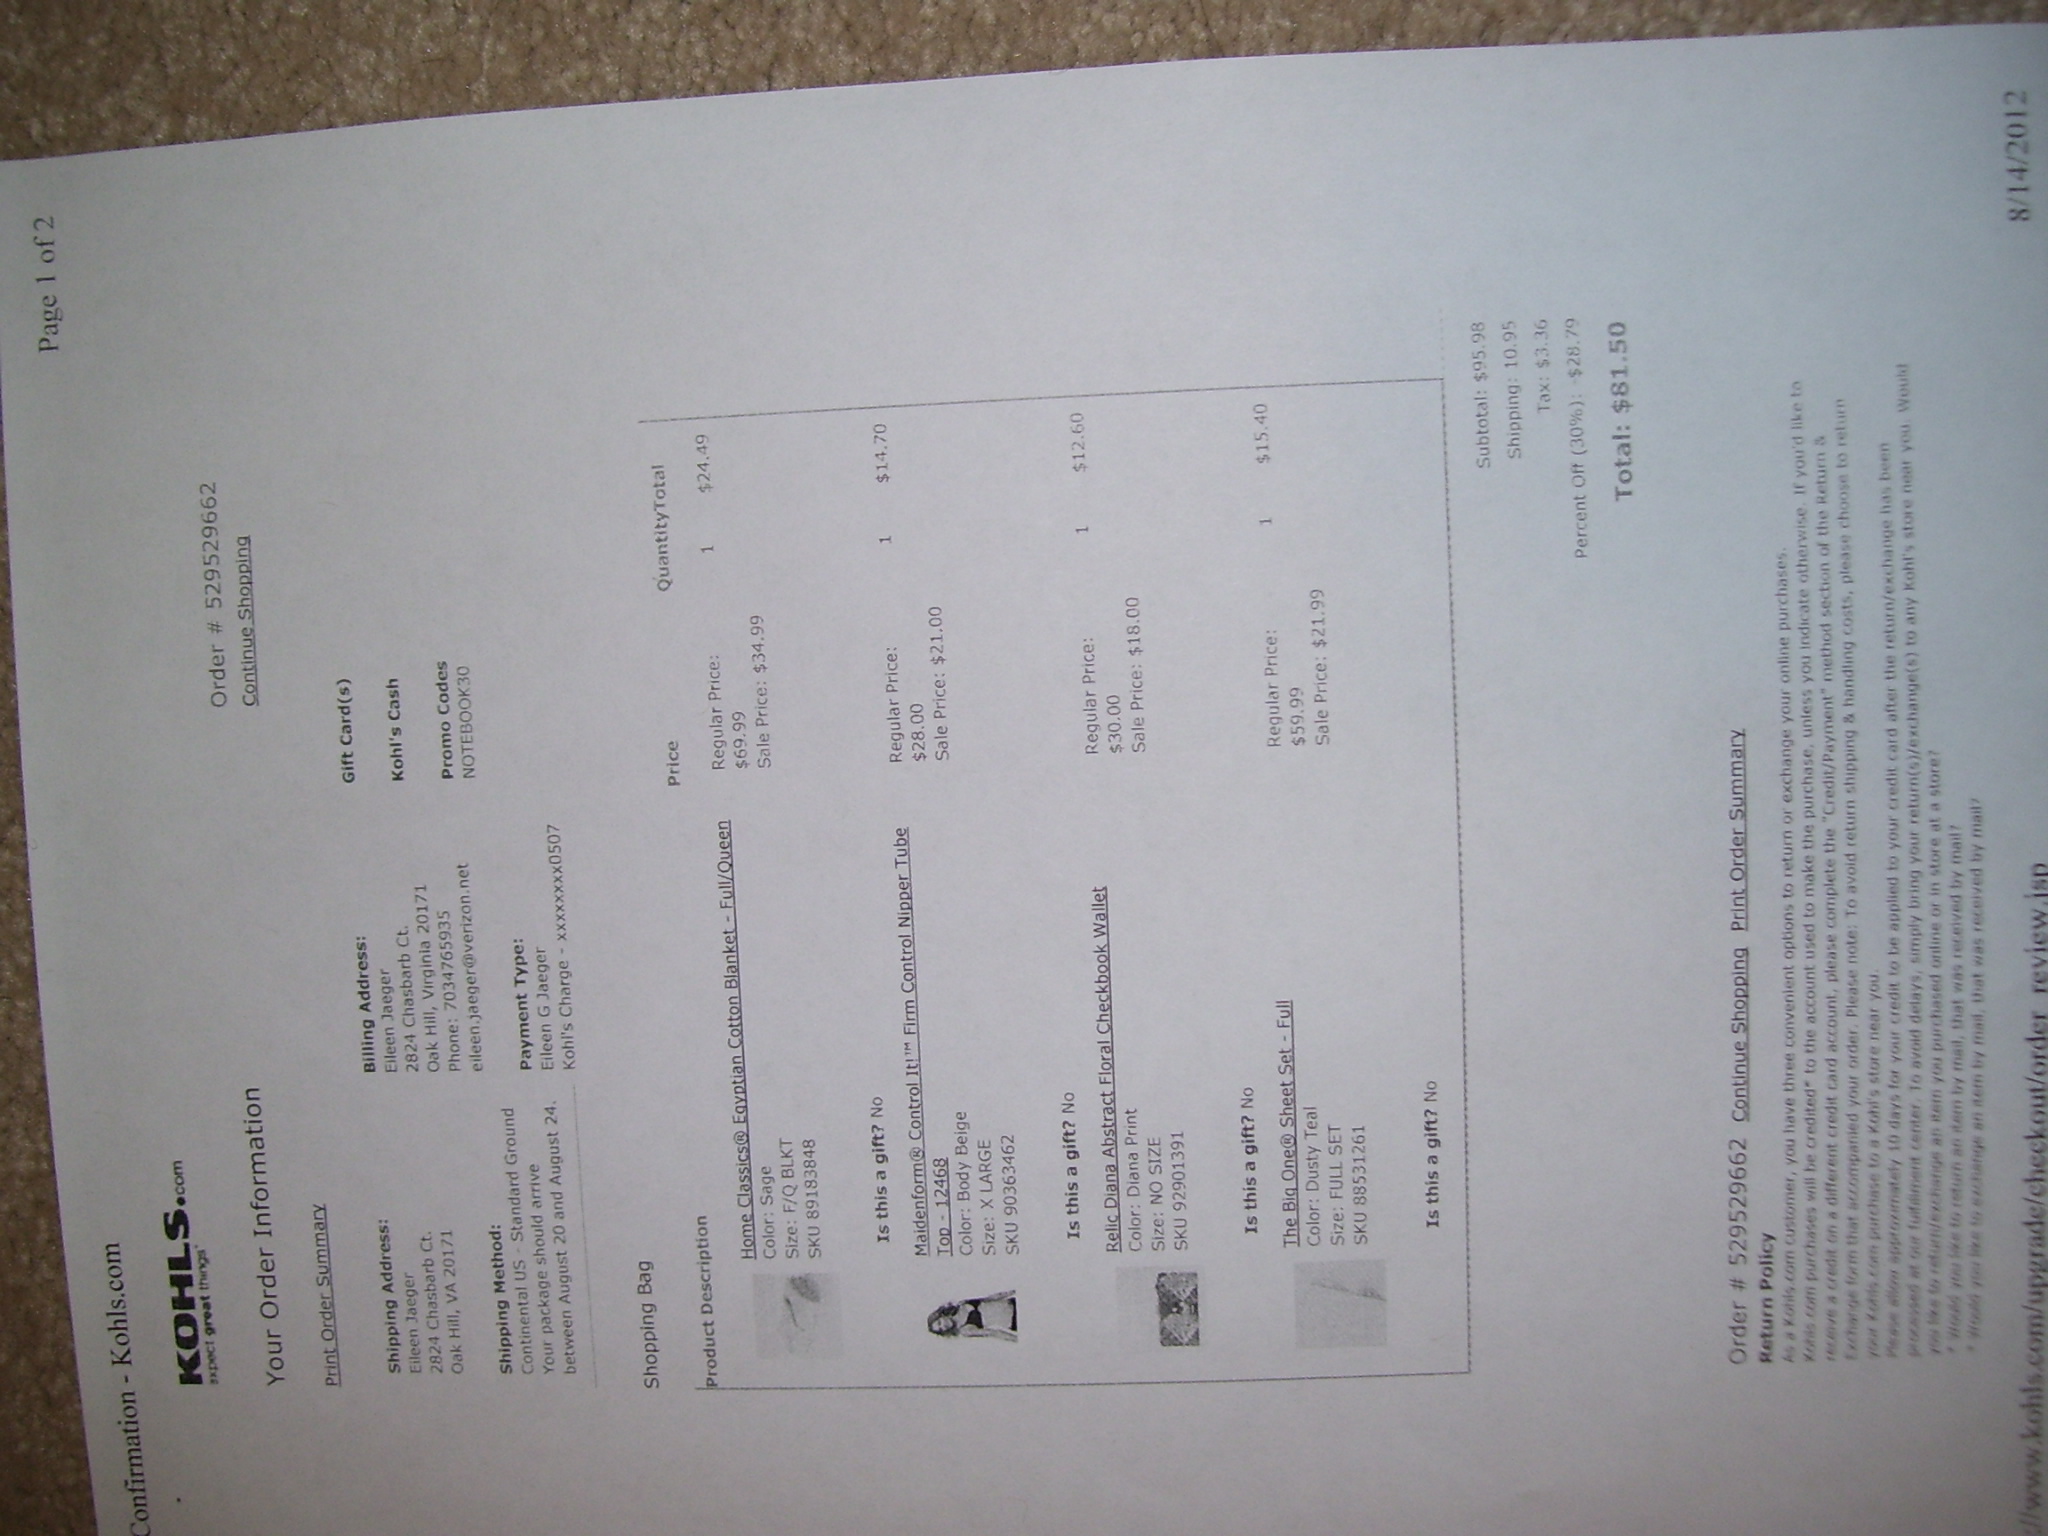 Confirmation - Kohls.com
Page 1 of 2
KOHLS.com
expect great things
Order # 529529662
Continue Shopping
Your Order Information
Print Order Summary
Shipping Address:
Eileen Jaeger
2824 Chasbarb Ct.
Oak Hill, VA 20171
Billing Address:
Eileen Jaeger
2824 Chasbarb Ct.
Oak Hill, Virginia 20171
Phone: 7034765935
eileen.jaeger@verizon.net
Gift Card(s)
Kohl's Cash
Promo Codes
NOTEBOOK30
Shipping Method:
Continental US - Standard Ground
Your package should arrive
between August 20 and August 24.
Payment Type:
Eileen G Jaeger
Kohl's Charge - xxxxxxxx0507
Shopping Bag
Product Description Price QuantityTotal
Home Classics® Egyptian Cotton Blanket - Full/Queen
Color: Sage
Size: F/Q BLKT
SKU 89183848
Regular Price:
$69.99
Sale Price: $34.99
1 $24.49
Is this a gift? No
Maidenform® Control It!™ Firm Control Nipper Tube
Top - 12468
Color: Body Beige
Size: X LARGE
SKU 90363462
Regular Price:
$28.00
Sale Price: $21.00
1 $14.70
Is this a gift? No
Relic Diana Abstract Floral Checkbook Wallet
Color: Diana Print
Size: NO SIZE
SKU 92901391
Regular Price:
$30.00
Sale Price: $18.00
1 $12.60
Is this a gift? No
The Big One® Sheet Set - Full
Color: Dusty Teal
Size: FULL SET
SKU 88531261
Regular Price:
$59.99
Sale Price: $21.99
1 $15.40
Is this a gift? No
Subtotal: $95.98
Shipping: 10.95
Tax: $3.36
Percent Off (30%): -$28.79
Total: $81.50
Order # 529529662 Continue Shopping Print Order Summary
Return Policy
As a Kohls.com customer, you have three convenient options to return or exchange your online purchases.
Kohls.com purchases will be credited* to the account used to make the purchase, unless you indicate otherwise. If you'd like to
receive a credit on a different credit card account, please complete the "Credit/Payment" method section of the Return &
Exchange form that accompanied your order. Please note: To avoid return shipping & handling costs, please choose to return
your Kohls.com purchase to a Kohl's store near you.
Please allow approximately 10 days for your credit to be applied to your credit card after the return/exchange has been
processed at our fulfillment center. To avoid delays, simply bring your return(s)/exchange(s) to any Kohl's store near you. Would
you like to return/exchange an item you purchased online or in store at a store?
* Would you like to return an item by mail, that was received by mail?
* Would you like to exchange an item by mail, that was received by mail?
//www.kohls.com/upgrade/checkout/order_review.jsp
8/14/2012